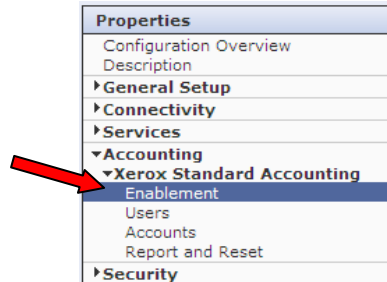 Properties
Configuration Overview
Description
General Setup
Connectivity
Services
Accounting
Xerox Standard Accounting
Enablement
Users
Accounts
Report and Reset
Security